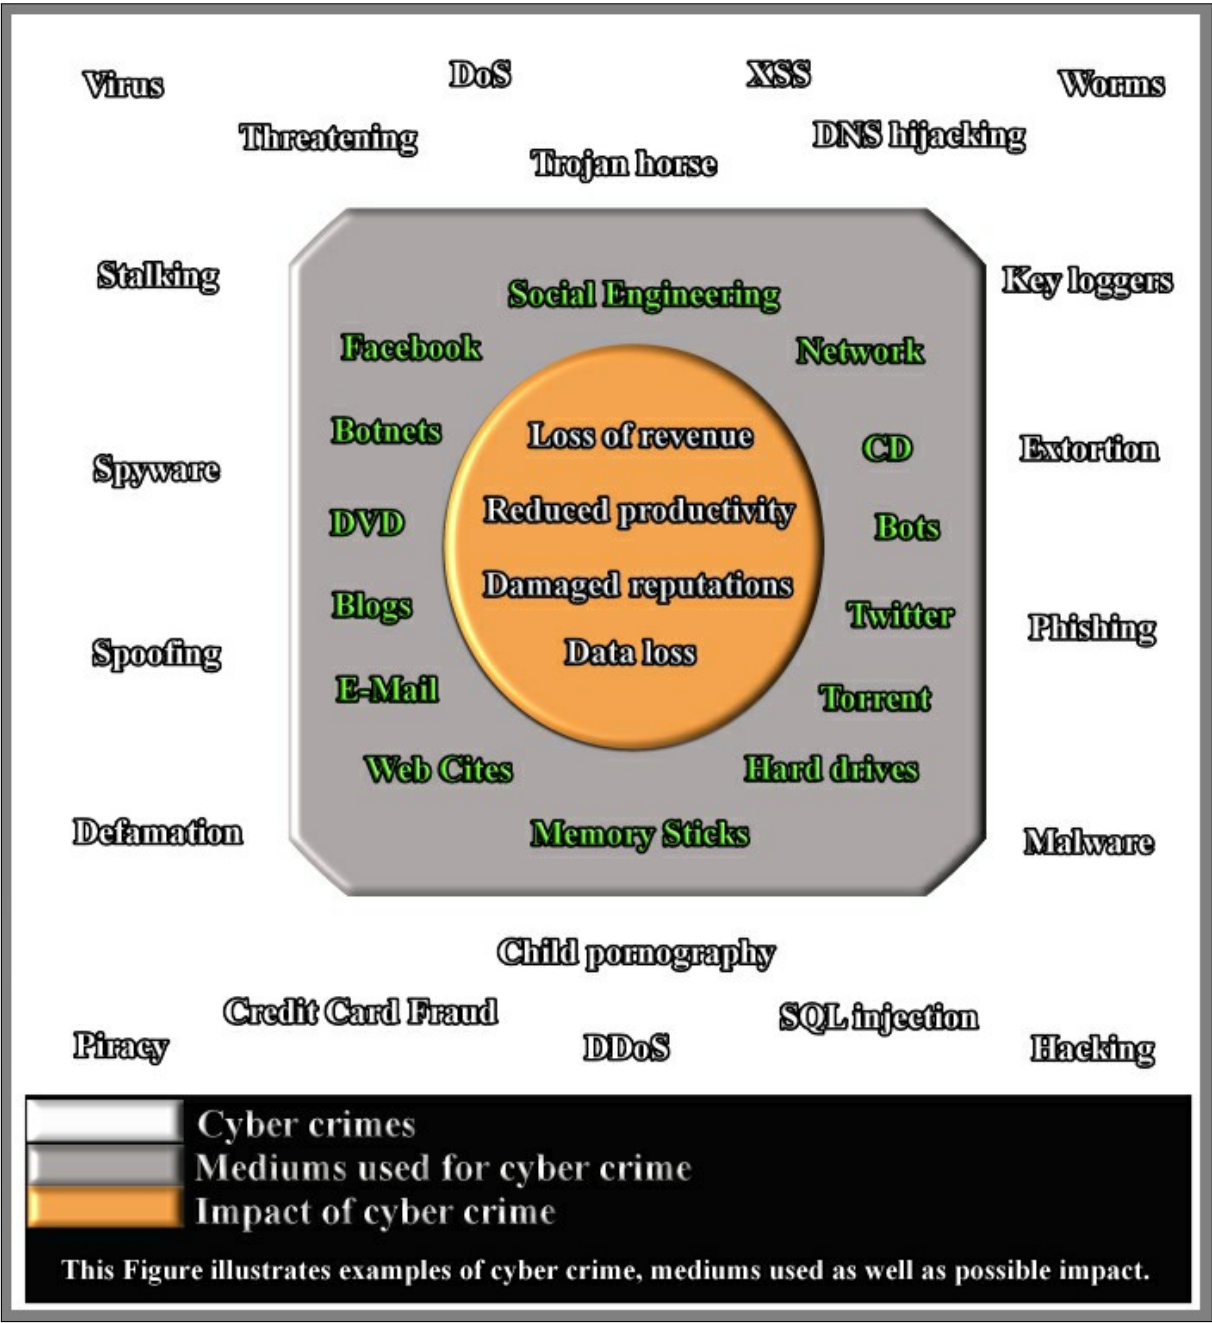 Virus
DoS
XSS
Worms
Threatening
DNS hijacking
Trojan horse
Stalking
Key loggers
Social Engineering
Facebook
Network
Botnets
Loss of revenue
CD
Extortion
Spyware
DVD
Reduced productivity
Bots
Blogs
Damaged reputations
Twitter
Phishing
Spoofing
Data loss
E-Mail
Torrent
Web Cites
Hard drives
Defamation
Memory Sticks
Malware
Child pornography
Credit Card Fraud
SQL injection
Piracy
DDoS
Hacking
Cyber crimes
Mediums used for cyber crime
Impact of cyber crime
This Figure illustrates examples of cyber crime, mediums used as well as possible impact.